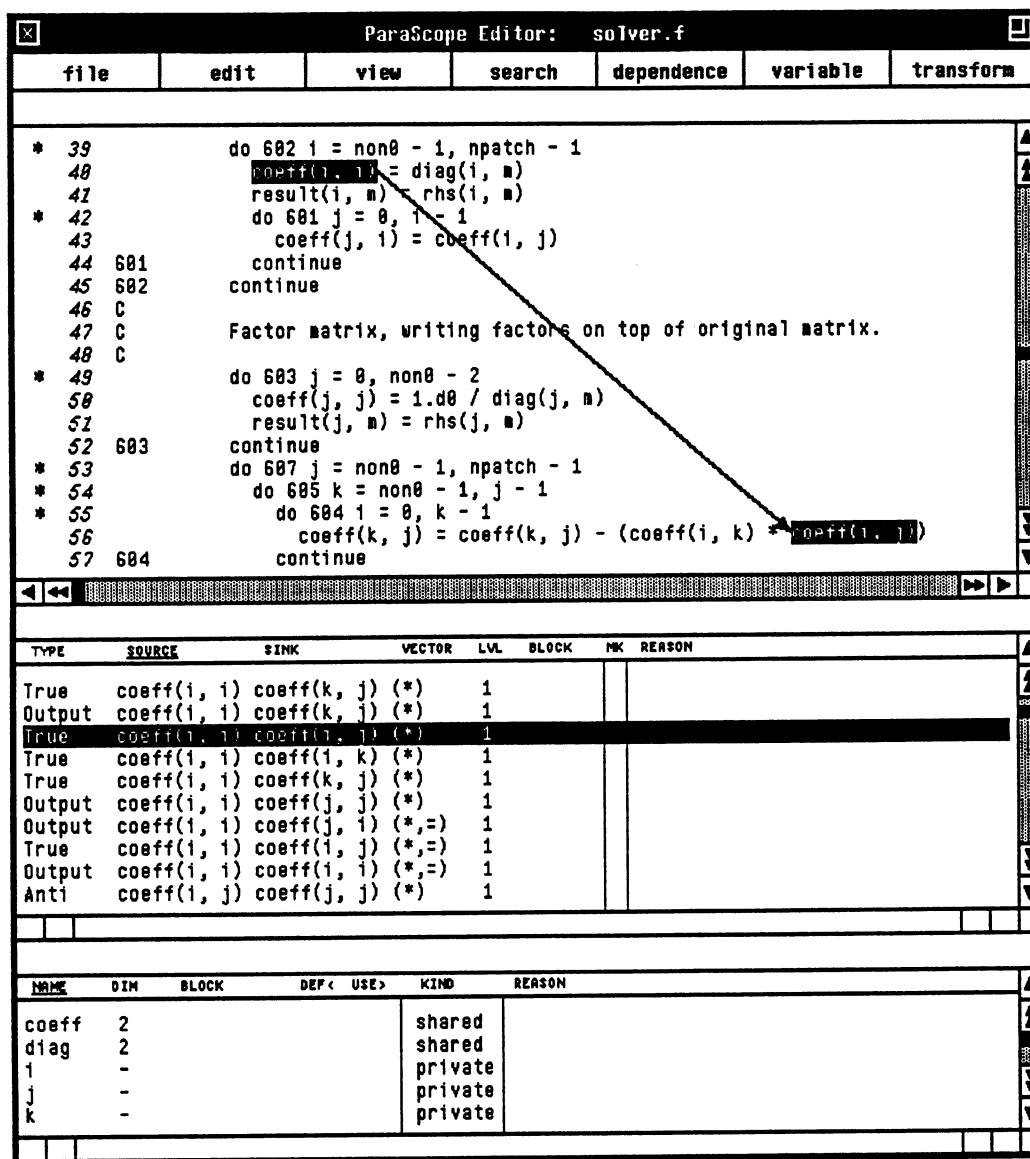 ParaScope Editor: solver.f
file edit view search dependence variable transform
* 39 do 602 i = non0 - 1, npatch - 1
40 coeff(i, i) = diag(i, m)
41 result(i, m) = rhs(i, m)
* 42 do 601 j = 0, i - 1
43 coeff(j, i) = coeff(i, j)
44 601 continue
45 602 continue
46 C
47 C Factor matrix, writing factors on top of original matrix.
48 C
* 49 do 603 j = 0, non0 - 2
50 coeff(j, j) = 1.d0 / diag(j, m)
51 result(j, m) = rhs(j, m)
52 603 continue
* 53 do 607 j = non0 - 1, npatch - 1
* 54 do 605 k = non0 - 1, j - 1
* 55 do 604 i = 0, k - 1
56 coeff(k, j) = coeff(k, j) - (coeff(i, k) * coeff(i, j))
57 604 continue
TYPE SOURCE SINK VECTOR LVL BLOCK MK REASON
True coeff(i, i) coeff(k, j) (*) 1
Output coeff(i, i) coeff(k, j) (*) 1
True coeff(i, i) coeff(i, j) (*) 1
True coeff(i, i) coeff(i, k) (*) 1
True coeff(i, i) coeff(k, j) (*) 1
Output coeff(i, i) coeff(j, j) (*) 1
Output coeff(i, i) coeff(j, i) (*,=) 1
True coeff(i, i) coeff(i, j) (*,=) 1
Output coeff(i, i) coeff(i, i) (*,=) 1
Anti coeff(i, j) coeff(j, j) (*) 1
NAME DIM BLOCK DEF< USE> KIND REASON
coeff 2 shared
diag 2 shared
i - private
j - private
k - private